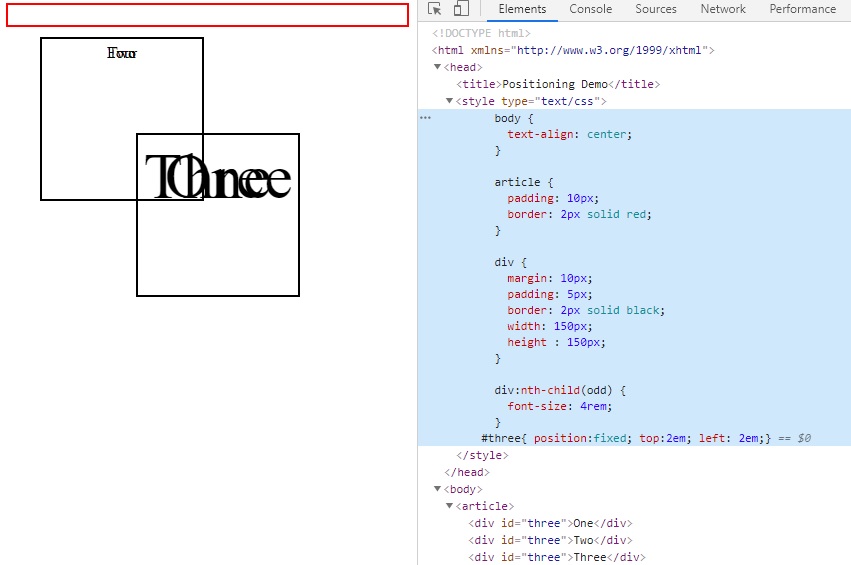 Elements Console Sources Network Performance
<!DOCTYPE html>
<html xmlns="http://www.w3.org/1999/xhtml">
<head>
<title>Positioning Demo</title>
<style type="text/css">
body {
text-align: center;
}
article {
padding: 10px;
border: 2px solid red;
}
div {
margin: 10px;
padding: 5px;
border: 2px solid black;
width: 150px;
height : 150px;
}
div:nth-child(odd) {
font-size: 4rem;
}
#three{ position:fixed; top:2em; left: 2em;} == $0
</style>
</head>
<body>
<article>
<div id="three">One</div>
<div id="three">Two</div>
<div id="three">Three</div>